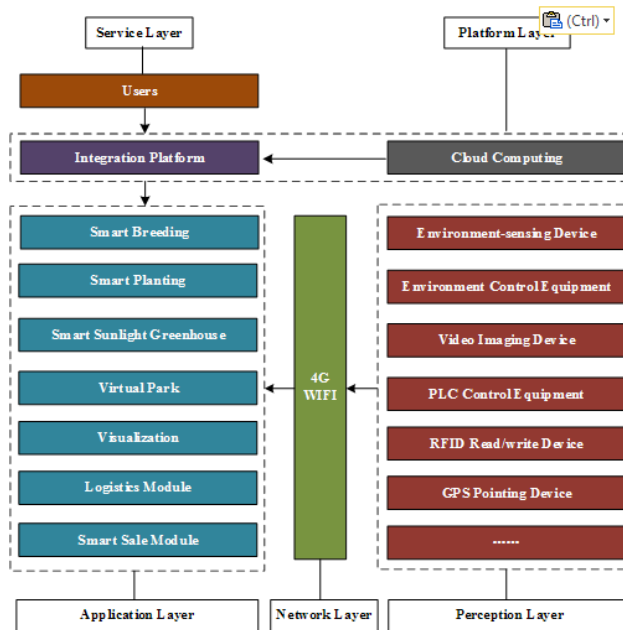 Service Layer
Platform Layer
(Ctrl)
Users
Integration Platform
Cloud Computing
Smart Breeding
Smart Planting
Smart Sunlight Greenhouse
Virtual Park
Visualization
Logistics Module
Smart Sale Module
4G
WIFI
Environment-sensing Device
Environment Control Equipment
Video Imaging Device
PLC Control Equipment
RFID Read/write Device
GPS Pointing Device
......
Application Layer
Network Layer
Perception Layer